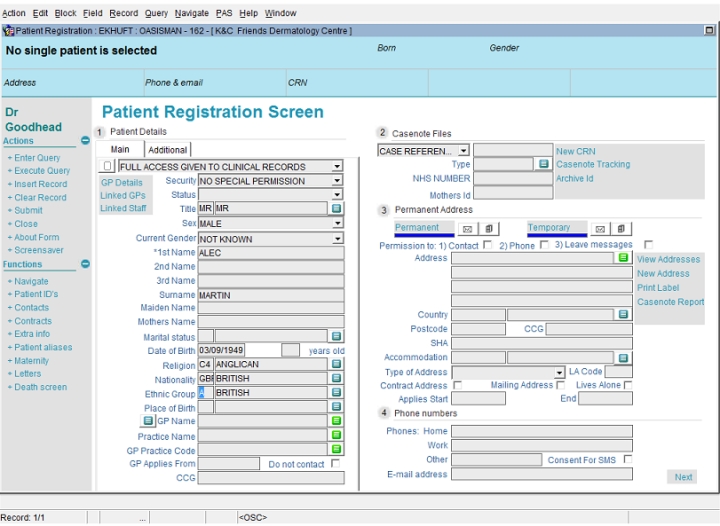 Action Edit Block Field Record Query Navigate PAS Help Window
Patient Registration : EKHUFT : OASISMAN - 162 - [ K&C Friends Dermatology Centre ]
No single patient is selected
Born
Gender
Address
Phone & email
CRN
Dr Goodhead
Actions
+ Enter Query
+ Execute Query
+ Insert Record
+ Clear Record
+ Submit
+ Close
+ About Form
+ Screensaver
Functions
+ Navigate
+ Patient ID's
+ Contacts
+ Contracts
+ Extra info
+ Patient aliases
+ Maternity
+ Letters
+ Death screen
Patient Registration Screen
1 Patient Details
Main Additional
FULL ACCESS GIVEN TO CLINICAL RECORDS
GP Details
Linked GPs
Linked Staff
Security NO SPECIAL PERMISSION
Status
Title MR MR
Sex MALE
Current Gender NOT KNOWN
*1st Name ALEC
2nd Name
3rd Name
Surname MARTIN
Maiden Name
Mothers Name
Marital status
Date of Birth 03/09/1949 years old
Religion C4 ANGLICAN
Nationality GBR BRITISH
Ethnic Group A BRITISH
Place of Birth
GP Name
Practice Name
GP Practice Code
GP Applies From Do not contact
CCG
2 Casenote Files
CASE REFEREN...
Type
NHS NUMBER
Mothers Id
New CRN
Casenote Tracking
Archive Id
3 Permanent Address
Permanent Temporary
Permission to: 1) Contact 2) Phone 3) Leave messages
Address
View Addresses
New Address
Print Label
Casenote Report
Country
Postcode CCG
SHA
Accommodation
Type of Address LA Code
Contract Address Mailing Address Lives Alone
Applies Start End
4 Phone numbers
Phones: Home
Work
Other Consent For SMS
E-mail address
Next
Record: 1/1 ... <OSC>